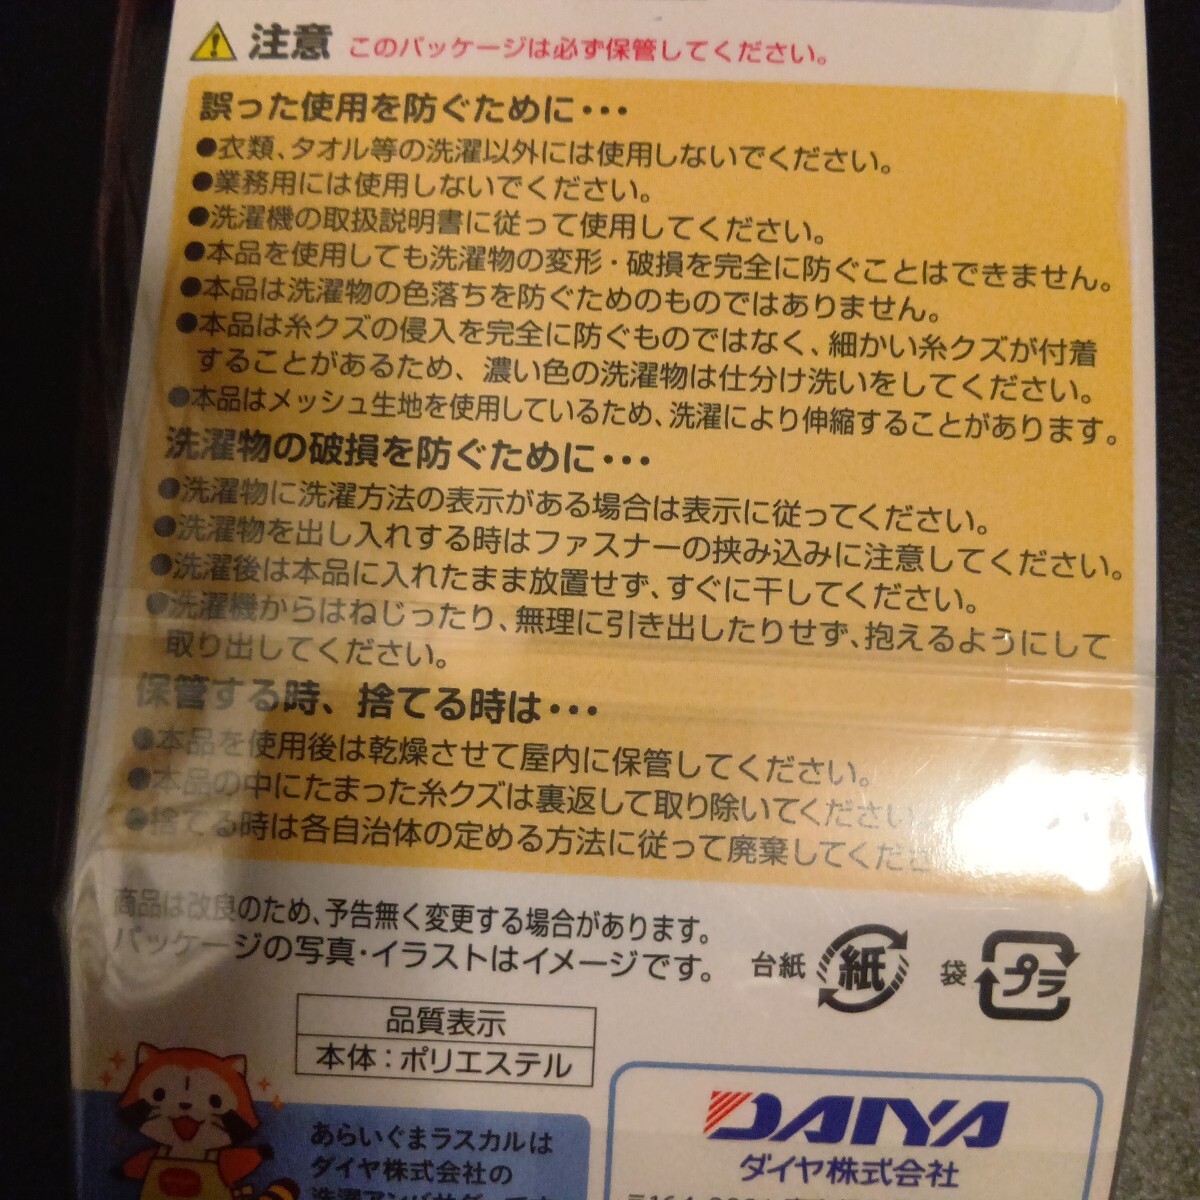 注意 このパッケージは必ず保管してください。
誤った使用を防ぐために・・・
●衣類、タオル等の洗濯以外には使用しないでください。
●業務用には使用しないでください。
●洗濯機の取扱説明書に従って使用してください。
●本品を使用しても洗濯物の変形・破損を完全に防ぐことはできません。
●本品は洗濯物の色落ちを防ぐためのものではありません。
●本品は糸クズの侵入を完全に防ぐものではなく、細かい糸クズが付着
することがあるため、濃い色の洗濯物は仕分け洗いをしてください。
●本品はメッシュ生地を使用しているため、洗濯により伸縮することがあります。
洗濯物の破損を防ぐために・・・
●洗濯物に洗濯方法の表示がある場合は表示に従ってください。
●洗濯物を出し入れする時はファスナーの挟み込みに注意してください。
●洗濯後は本品に入れたまま放置せず、すぐに干してください。
●洗濯機からはねじったり、無理に引き出したりせず、抱えるようにして
取り出してください。
保管する時、捨てる時は・・・
●本品を使用後は乾燥させて屋内に保管してください。
●本品の中にたまった糸クズは裏返して取り除いてください
●捨てる時は各自治体の定める方法に従って廃棄してくださ
商品は改良のため、予告無く変更する場合があります。
パッケージの写真・イラストはイメージです。
台紙 紙 袋 プラ
品質表示
本体：ポリエステル
DAIYA
ダイヤ株式会社
あらいぐまラスカルは
ダイヤ株式会社の